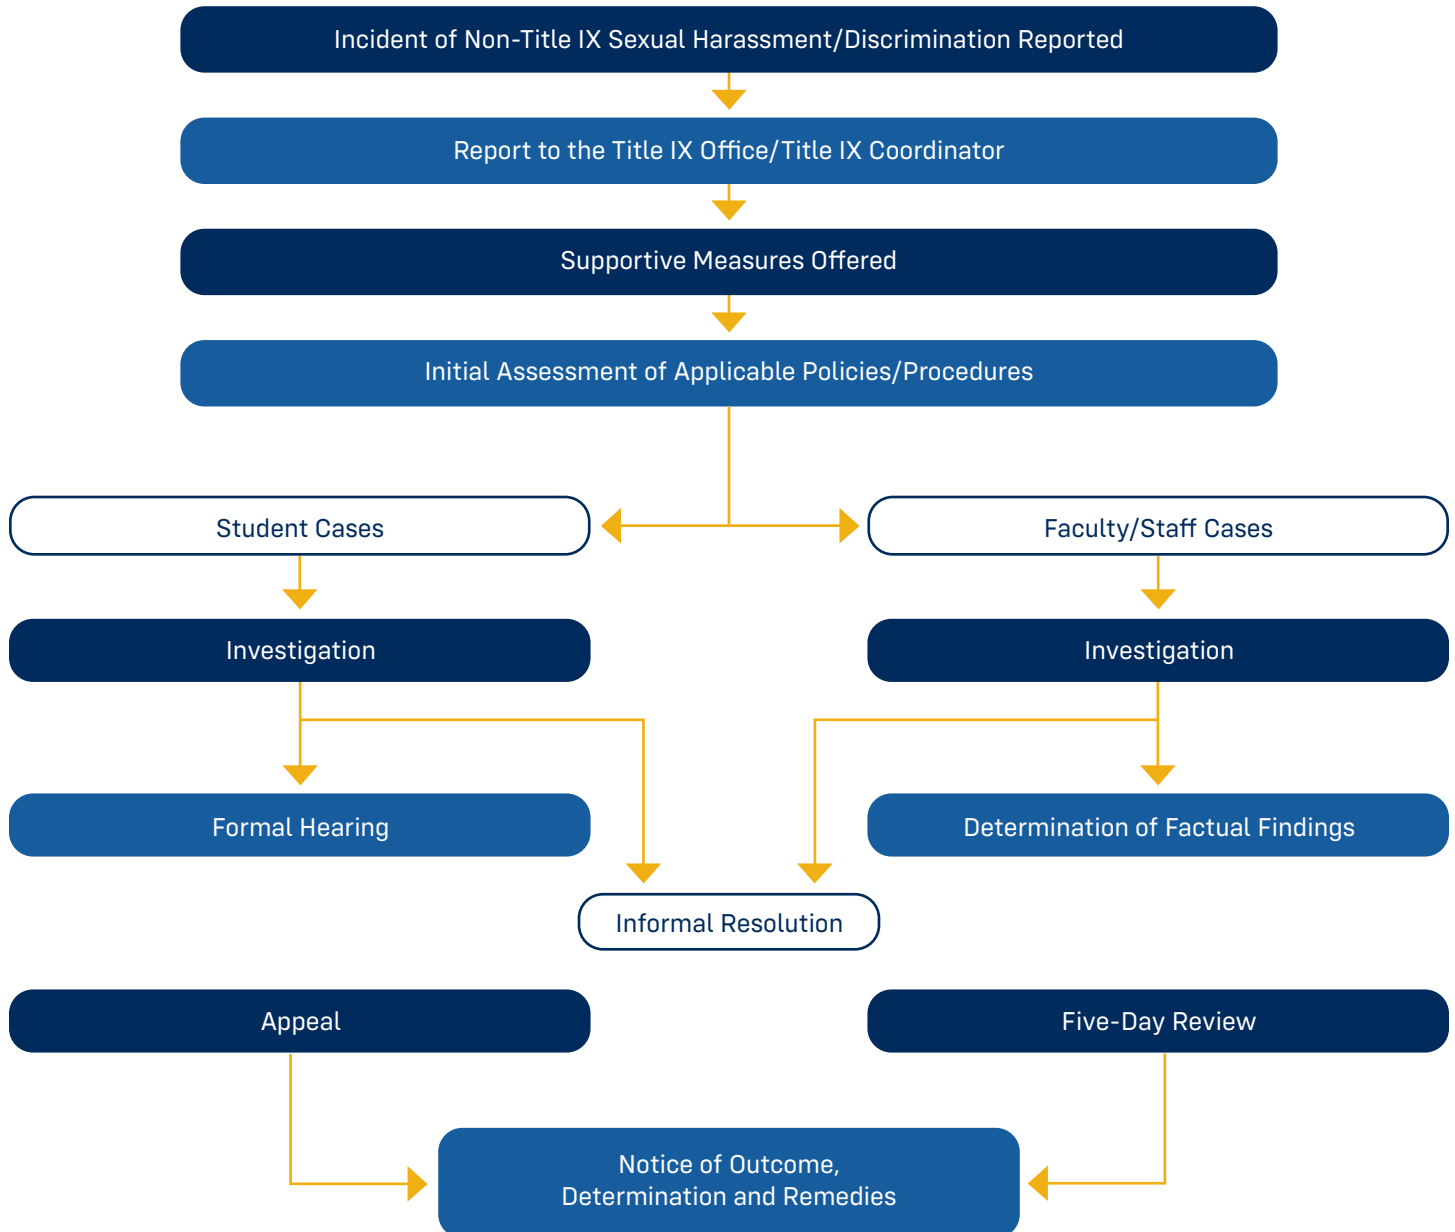 Incident of Non-Title IX Sexual Harassment/Discrimination Reported
Report to the Title IX Office/Title IX Coordinator
Supportive Measures Offered
Initial Assessment of Applicable Policies/Procedures
Student Cases
Faculty/Staff Cases
Investigation
Investigation
Formal Hearing
Determination of Factual Findings
Informal Resolution
Appeal
Five-Day Review
Notice of Outcome,
Determination and Remedies